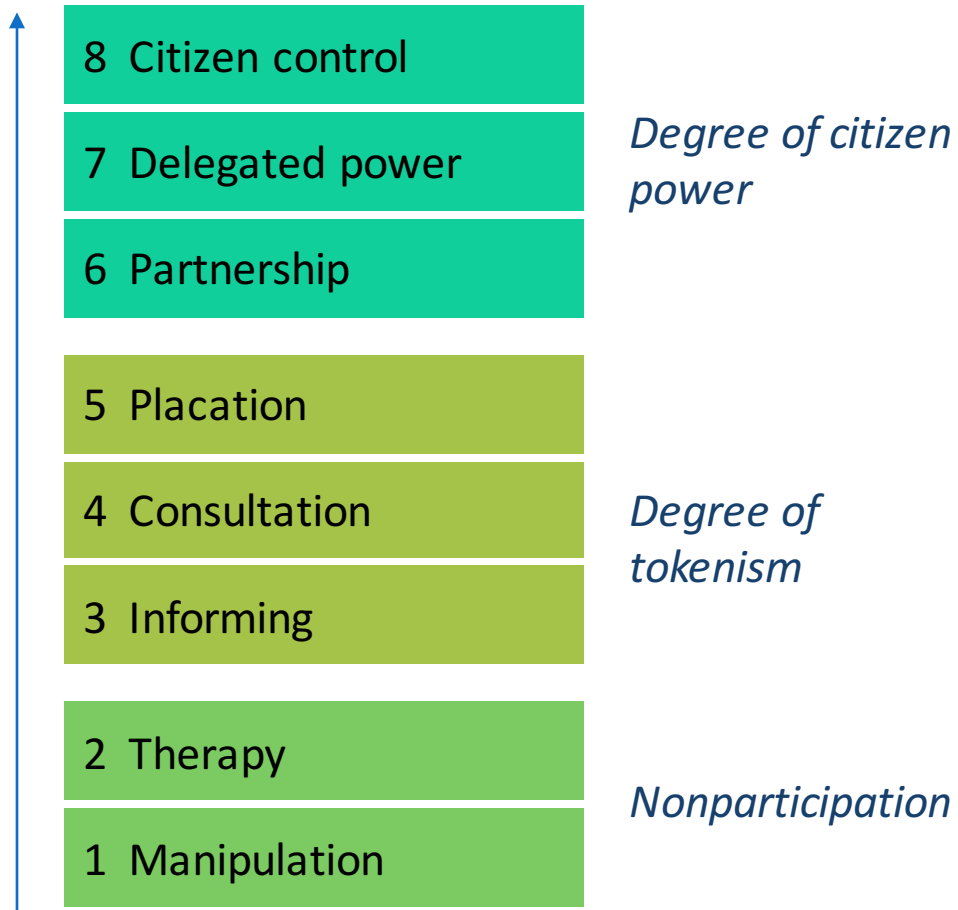 8 Citizen control
7 Delegated power
Degree of citizen
power
6 Partnership
5 Placation
4 Consultation
Degree of
tokenism
3 Informing
2 Therapy
Nonparticipation
1 Manipulation